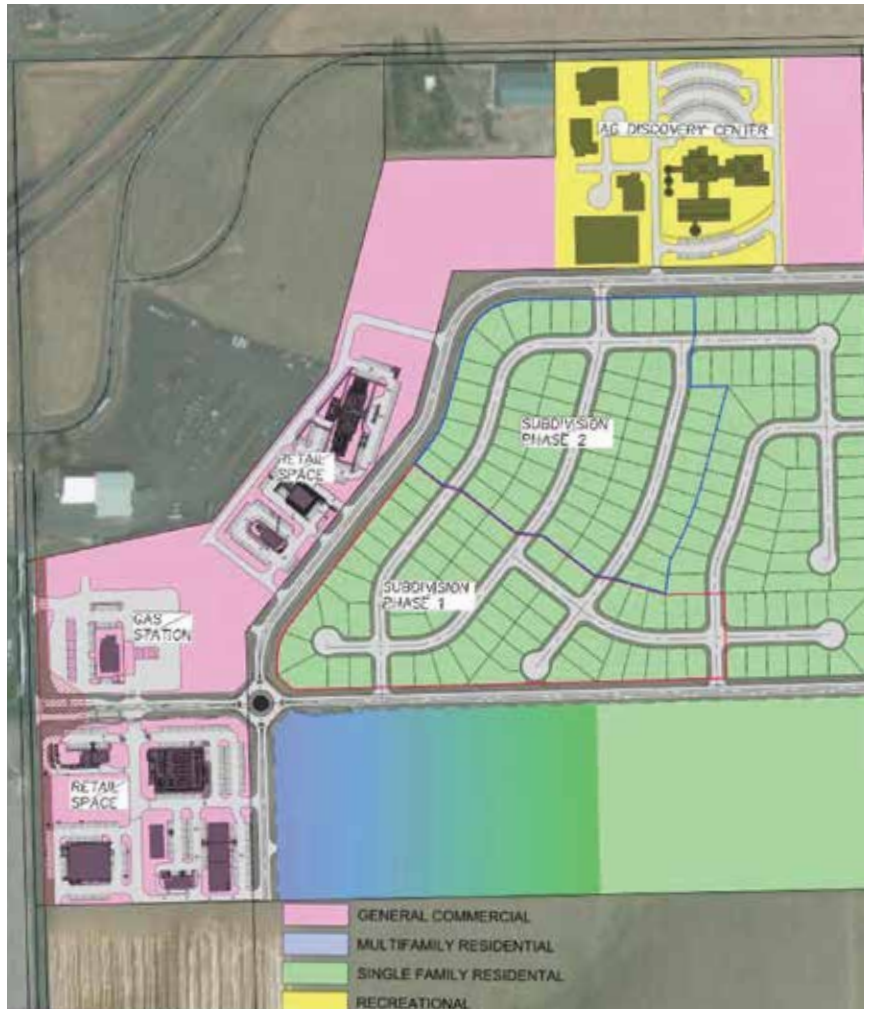 AG DISCOVERY CENTER
SUBDIVISION
PHASE 2
RETAIL
SPACE
SUBDIVISION
PHASE 1
GAS
STATION
RETAIL
SPACE
GENERAL COMMERCIAL
MULTIFAMILY RESIDENTIAL
SINGLE FAMILY RESIDENTAL
RECREATIONAL